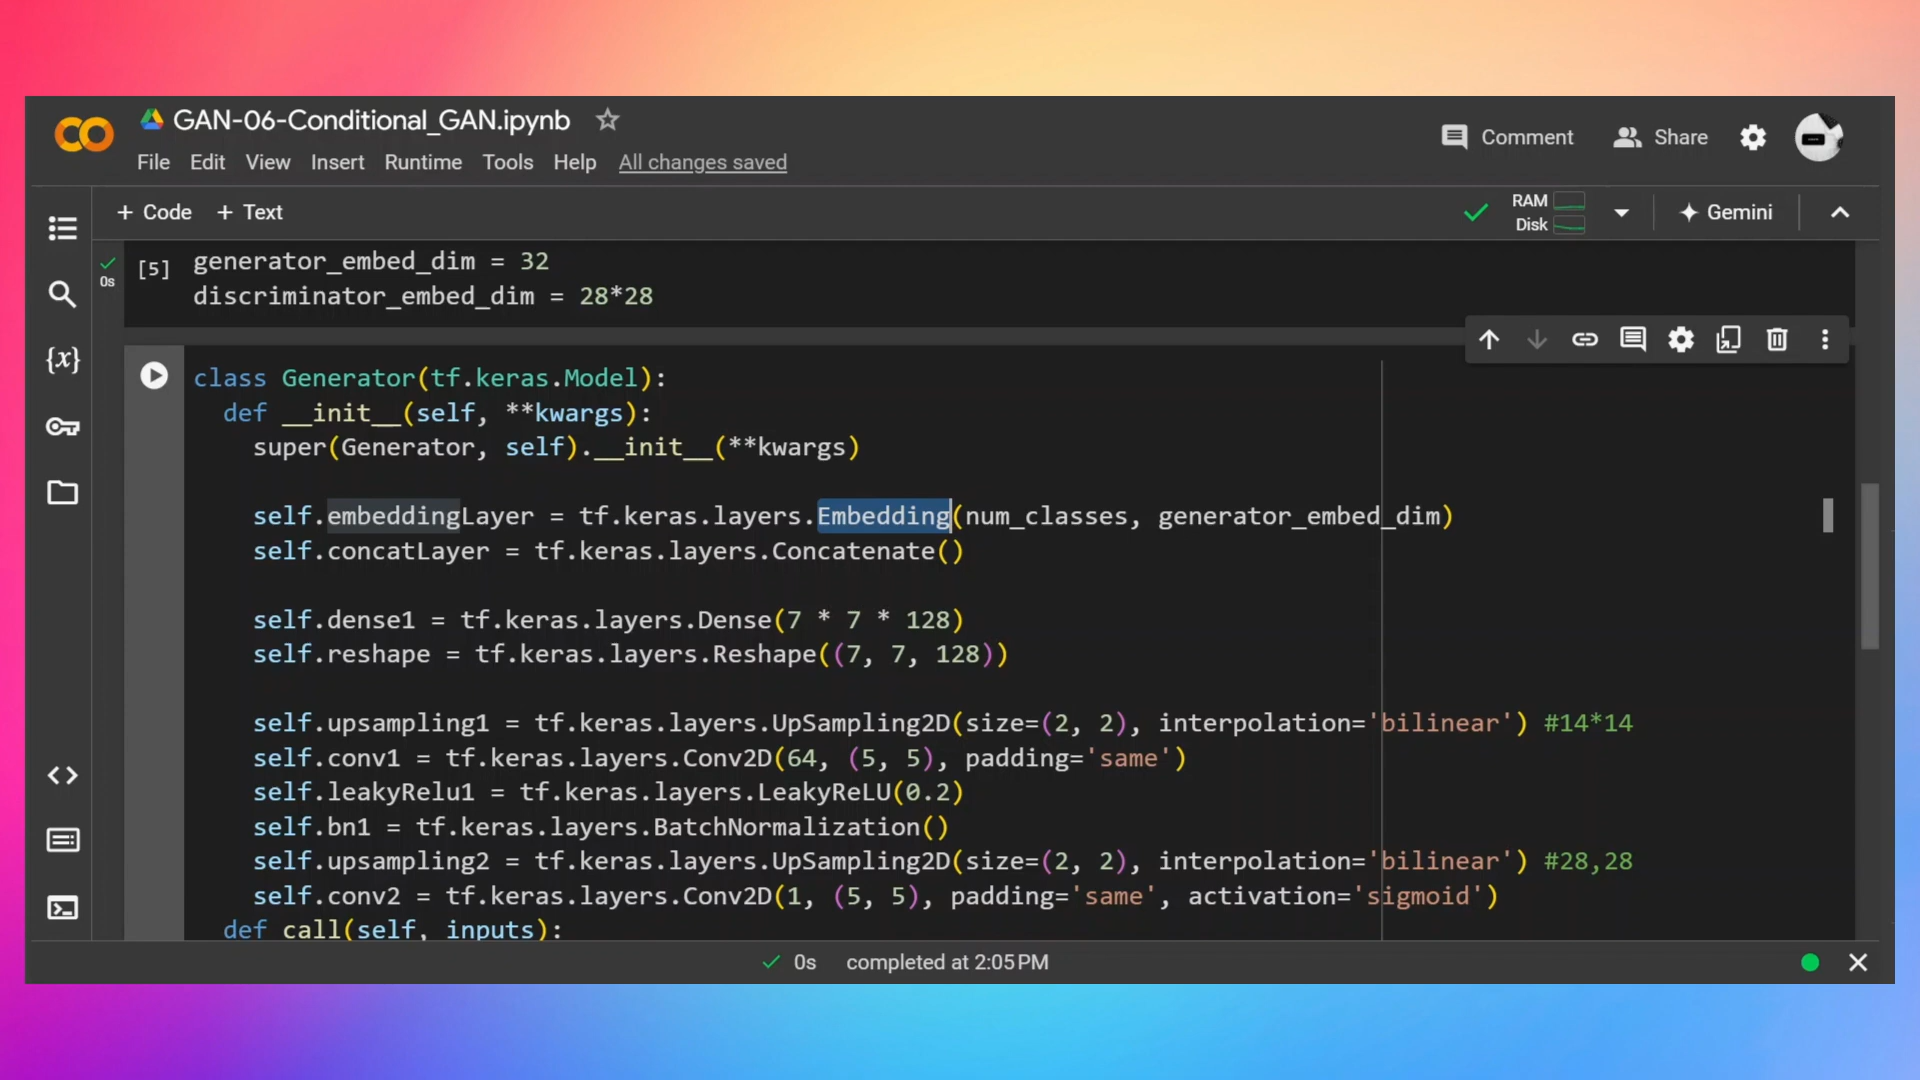 GAN-06-Conditional_GAN.ipynb
File Edit View Insert Runtime Tools Help All changes saved
Comment Share
+ Code + Text
RAM
Disk
Gemini
0s
[5] generator_embed_dim = 32
discriminator_embed_dim = 28*28
class Generator(tf.keras.Model):
  def __init__(self, **kwargs):
    super(Generator, self).__init__(**kwargs)
    self.embeddingLayer = tf.keras.layers.Embedding(num_classes, generator_embed_dim)
    self.concatLayer = tf.keras.layers.Concatenate()
    self.dense1 = tf.keras.layers.Dense(7 * 7 * 128)
    self.reshape = tf.keras.layers.Reshape((7, 7, 128))
    self.upsampling1 = tf.keras.layers.UpSampling2D(size=(2, 2), interpolation='bilinear') #14*14
    self.conv1 = tf.keras.layers.Conv2D(64, (5, 5), padding='same')
    self.leakyRelu1 = tf.keras.layers.LeakyReLU(0.2)
    self.bn1 = tf.keras.layers.BatchNormalization()
    self.upsampling2 = tf.keras.layers.UpSampling2D(size=(2, 2), interpolation='bilinear') #28,28
    self.conv2 = tf.keras.layers.Conv2D(1, (5, 5), padding='same', activation='sigmoid')
  def call(self, inputs):
0s completed at 2:05 PM